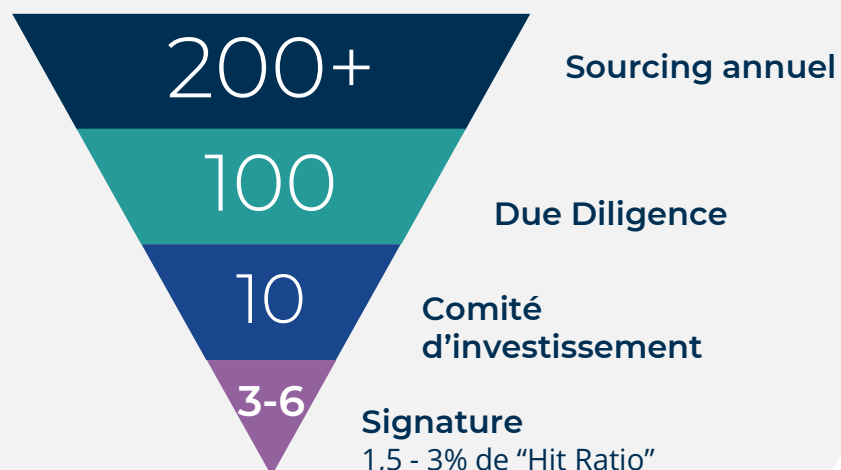 200+
Sourcing annuel
100
Due Diligence
10
Comité
d’investissement
3-6
Signature
1,5 - 3% de “Hit Ratio”